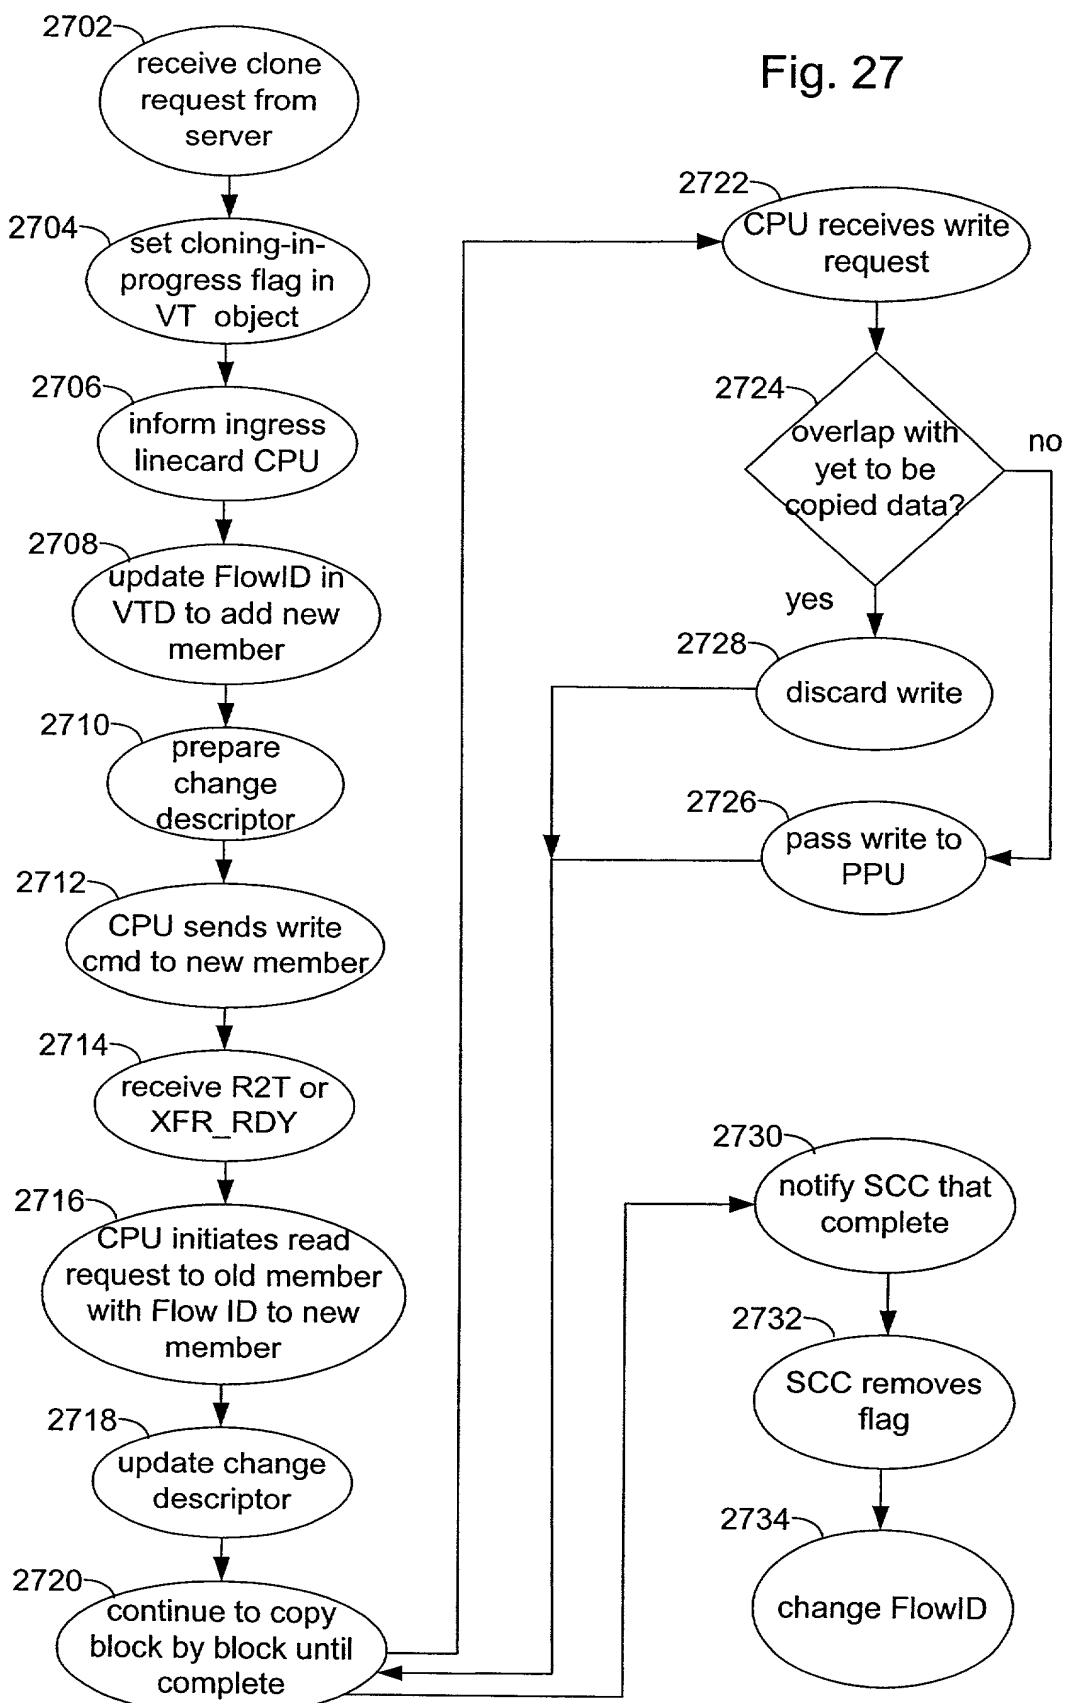 Fig. 27
2702
receive clone
request from
server
2704
set cloning-in-
progress flag in
VT object
2706
inform ingress
linecard CPU
2708
update FlowID in
VTD to add new
member
2710
prepare
change
descriptor
2712
CPU sends write
cmd to new member
2714
receive R2T or
XFR_RDY
2716
CPU initiates read
request to old member
with Flow ID to new
member
2718
update change
descriptor
2720
continue to copy
block by block until
complete
2722
CPU receives write
request
2724
overlap with
yet to be
copied data?
no
yes
2728
discard write
2726
pass write to
PPU
2730
notify SCC that
complete
2732
SCC removes
flag
2734
change FlowID